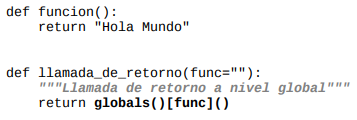 def funcion():
    return "Hola Mundo"
def llamada_de_retorno(func=""):
    """Llamada de retorno a nivel global"""
    return globals()[func]()